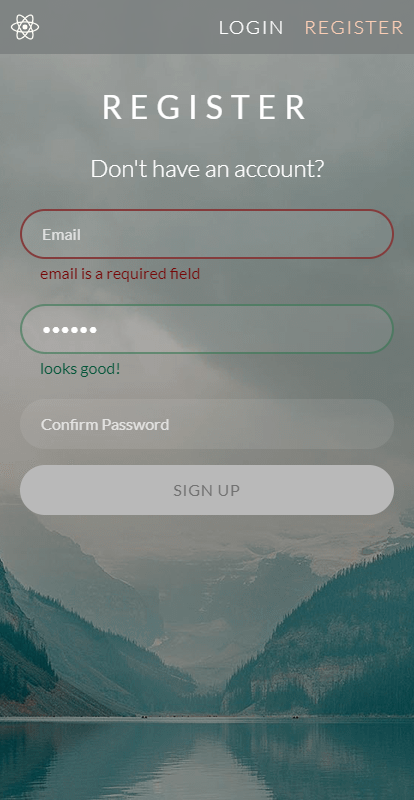 LOGIN REGISTER
REGISTER
Don't have an account?
Email
email is a required field
••••••
looks good!
Confirm Password
SIGN UP